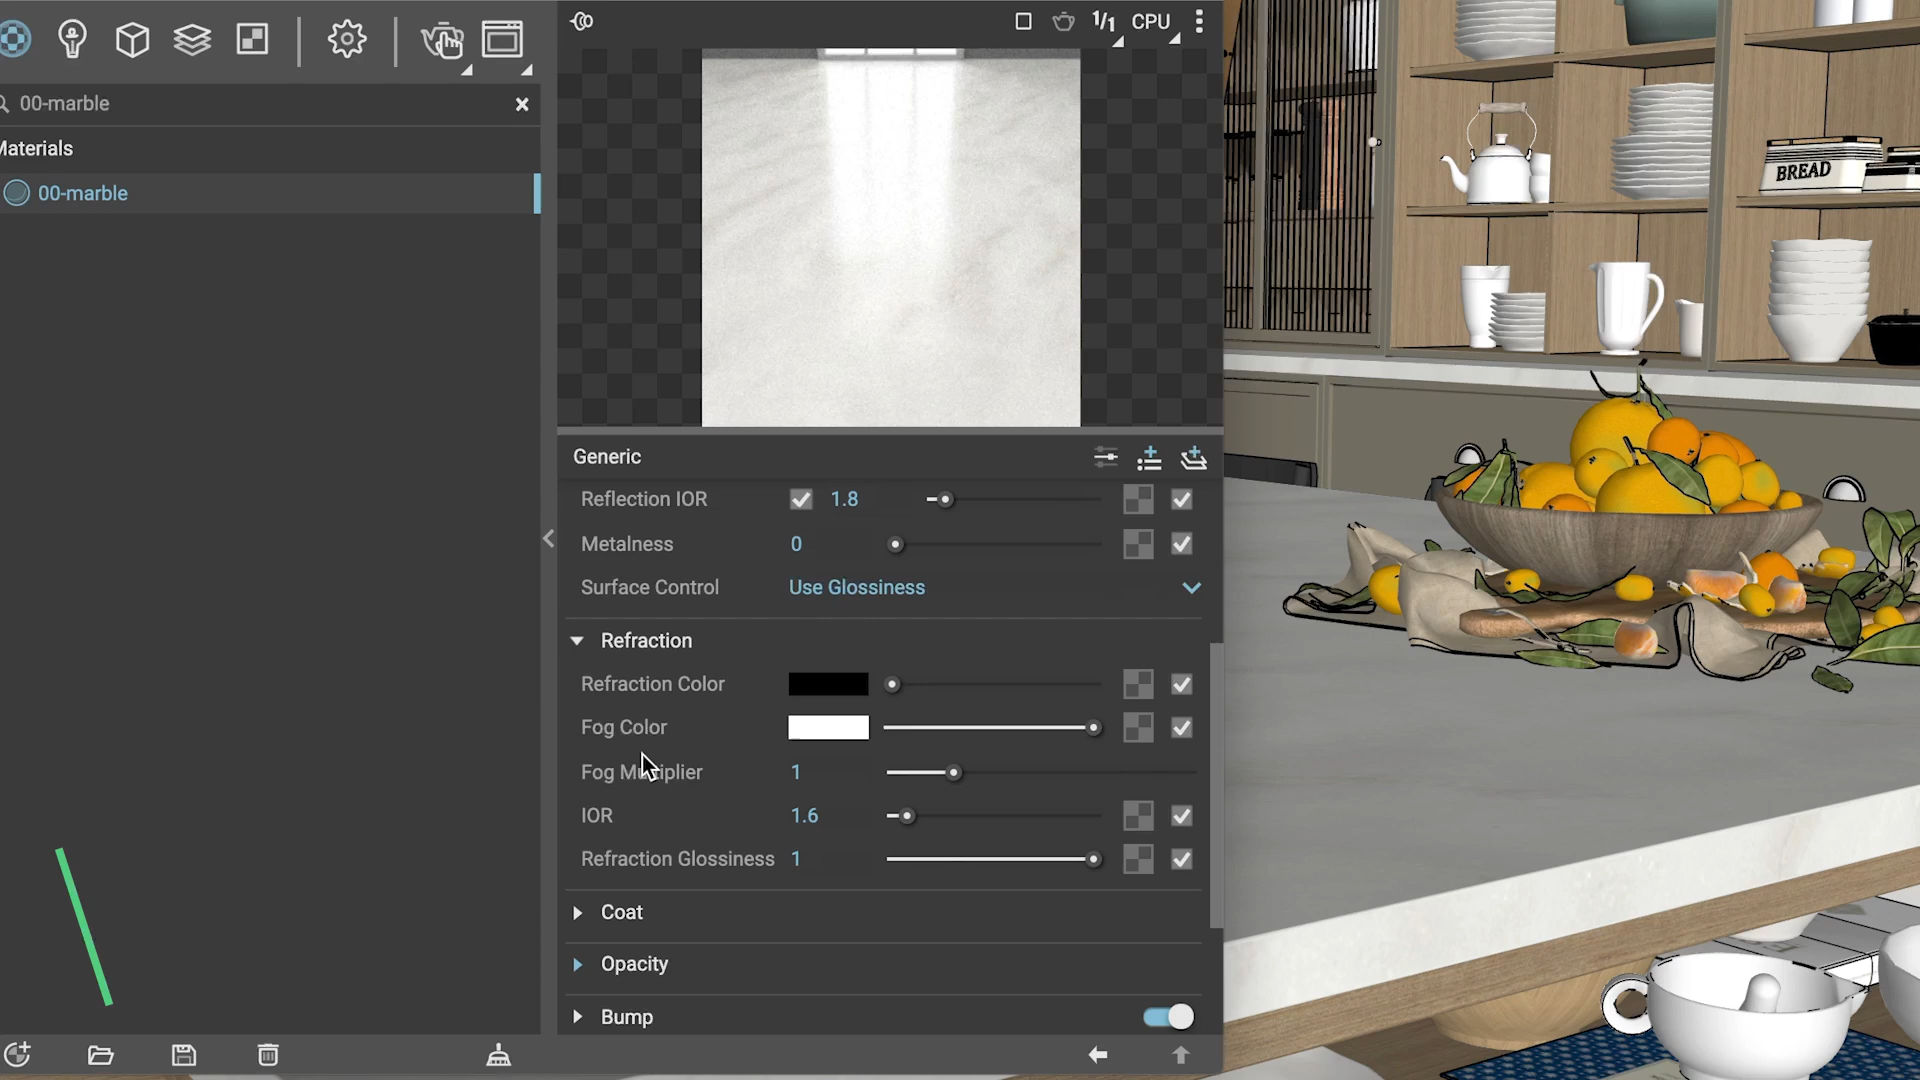 1/1 CPU
00-marble
Materials
00-marble
BREAD
Generic
Reflection IOR 1.8
Metalness 0
Surface Control Use Glossiness
Refraction
Refraction Color
Fog Color
Fog Multiplier 1
IOR 1.6
Refraction Glossiness 1
Coat
Opacity
Bump